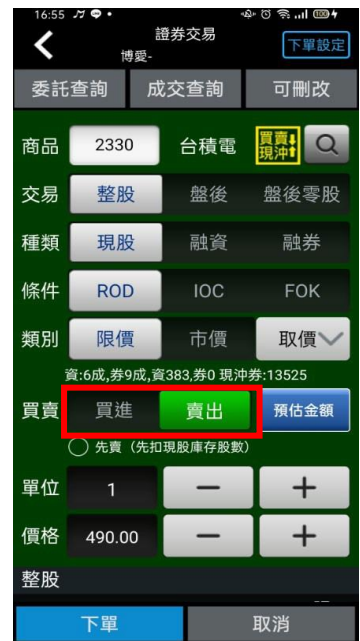 16:55
證券交易
博愛-
下單設定
委託查詢 成交查詢 可刪改
商品 2330 台積電 買賣現沖
交易 整股 盤後 盤後零股
種類 現股 融資 融券
條件 ROD IOC FOK
類別 限價 市價 取價
資:6成,券9成,資383,券0 現沖券:13525
買賣 買進 賣出 預估金額
先賣 (先扣現股庫存股數)
單位 1 − +
價格 490.00 − +
整股
下單 取消